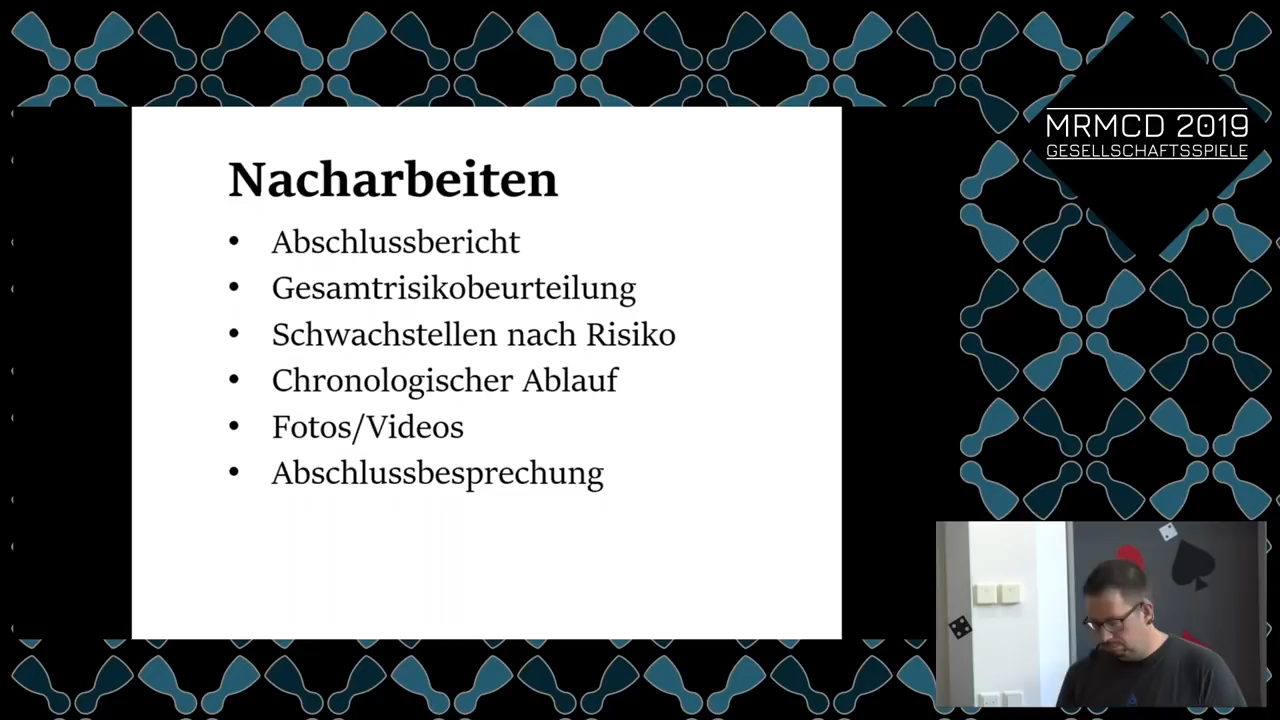 MRMCD 2019
GESELLSCHAFTSSPIELE
Nacharbeiten
• Abschlussbericht
• Gesamtrisikobeurteilung
• Schwachstellen nach Risiko
• Chronologischer Ablauf
• Fotos/Videos
• Abschlussbesprechung